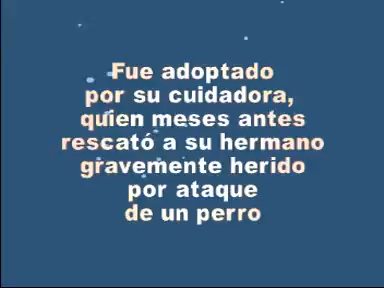 Fue adoptado
por su cuidadora,
quien meses antes
rescató a su hermano
gravemente herido
por ataque
de un perro